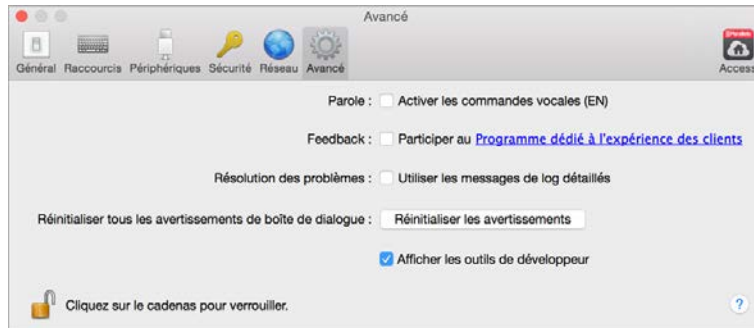 Avancé
Général Raccourcis Périphériques Sécurité Réseau Avancé Access
Parole : Activer les commandes vocales (EN)
Feedback : Participer au Programme dédié à l'expérience des clients
Résolution des problèmes : Utiliser les messages de log détaillés
Réinitialiser tous les avertissements de boîte de dialogue : Réinitialiser les avertissements
Afficher les outils de développeur
Cliquez sur le cadenas pour verrouiller. ?